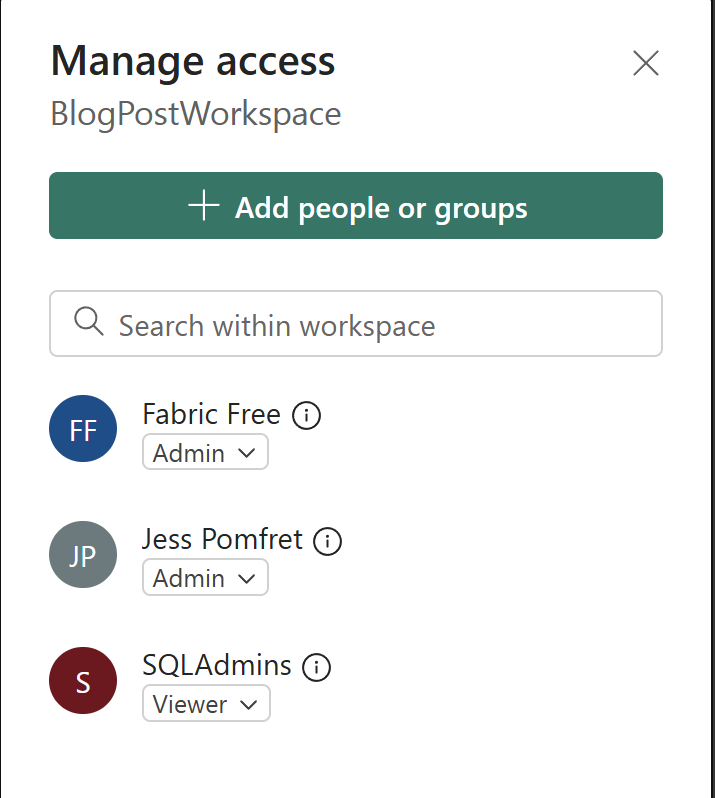 Manage access
BlogPostWorkspace
Add people or groups
Search within workspace
FF
Fabric Free
Admin
JP
Jess Pomfret
Admin
S
SQLAdmins
Viewer